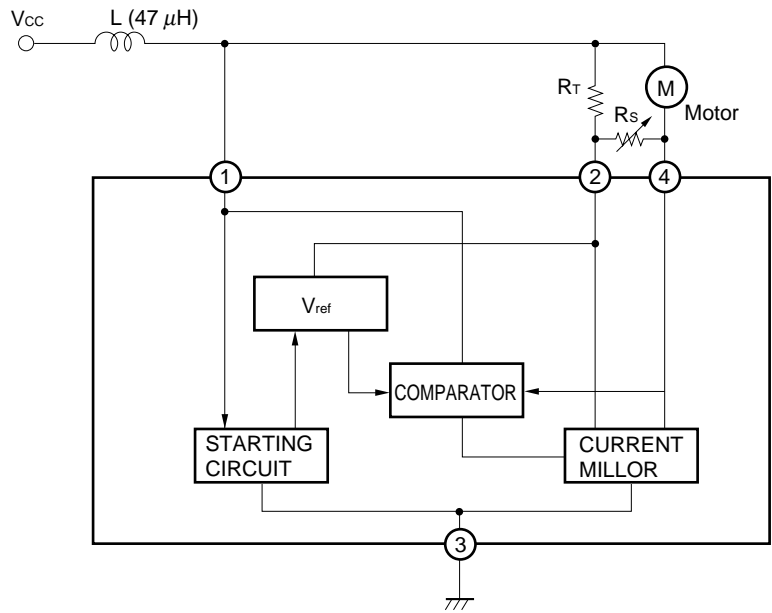 VCC
L (47 μH)
RT
M
RS
Motor
1
2
4
Vref
COMPARATOR
STARTING
CIRCUIT
CURRENT
MILLOR
3